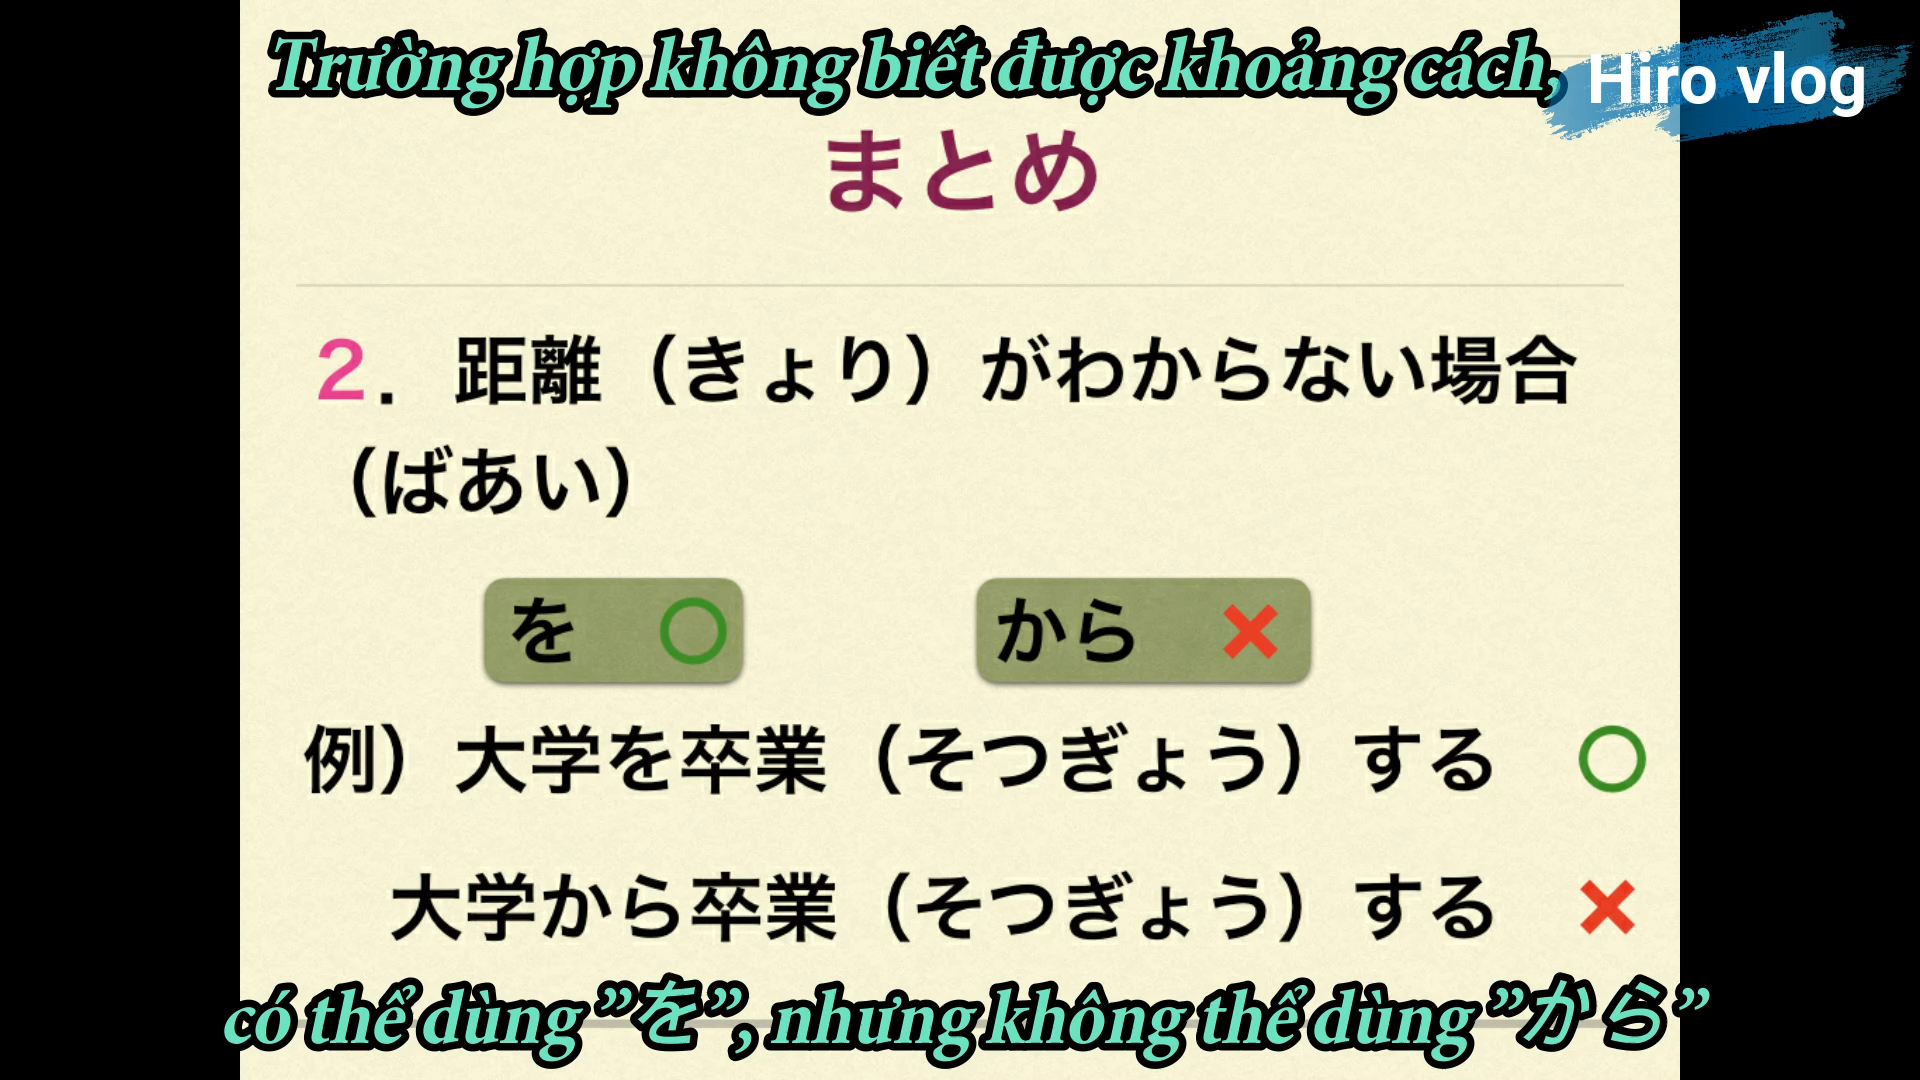 Trường hợp không biết được khoảng cách,
Hiro vlog
まとめ
２．距離（きょり）がわからない場合
（ばあい）
を ○ から ×
例）大学を卒業（そつぎょう）する ○
大学から卒業（そつぎょう）する ×
có thể dùng ”を”, nhưng không thể dùng ”から”